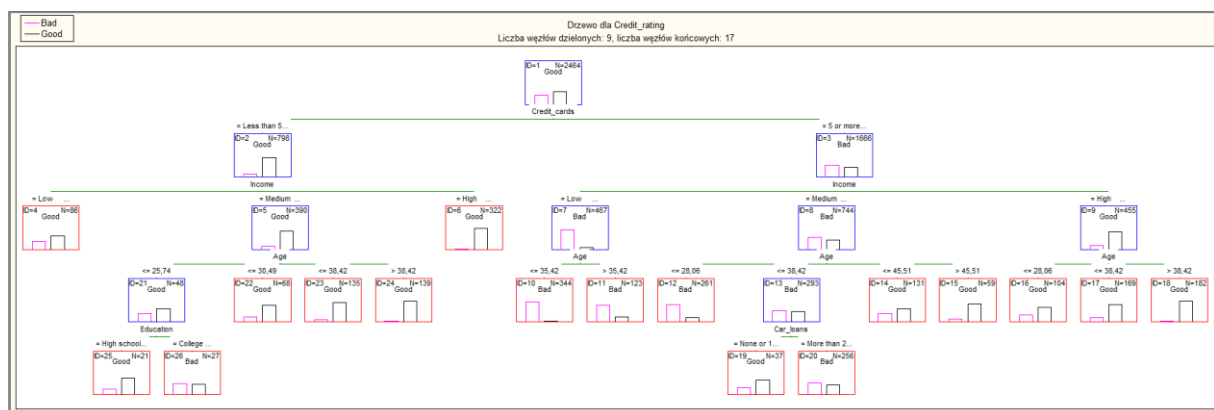 Bad
Good
Drzewo dla Credit_rating
Liczba węzłów dzielonych: 9, liczba węzłów końcowych: 17
ID=1 N=2464
Good
Credit_cards
= Less than 5... = 5 or more...
ID=2 N=798 ID=3 N=1666
Good Bad
Income Income
= Low ... = Medium ... = High ... = Low ... = Medium ... = High ...
ID=4 N=86 ID=5 N=390 ID=6 N=322 ID=7 N=467 ID=8 N=744 ID=9 N=455
Good Good Good Bad Bad Good
Age Age Age Age
<= 25,74 <= 30,49 <= 38,42 > 38,42 <= 35,42 > 35,42 <= 28,06 <= 38,42 <= 45,51 > 45,51 <= 28,06 <= 38,42 > 38,42
ID=21 N=48 ID=22 N=68 ID=23 N=135 ID=24 N=139 ID=10 N=344 ID=11 N=123 ID=12 N=261 ID=13 N=293 ID=14 N=131 ID=15 N=59 ID=16 N=104 ID=17 N=169 ID=18 N=182
Good Good Good Good Bad Bad Bad Bad Good Good Good Good Good
Education Car_loans
= High school... = College ... = None or 1... = More than 2...
ID=25 N=21 ID=26 N=27 ID=19 N=37 ID=20 N=256
Good Bad Good Bad